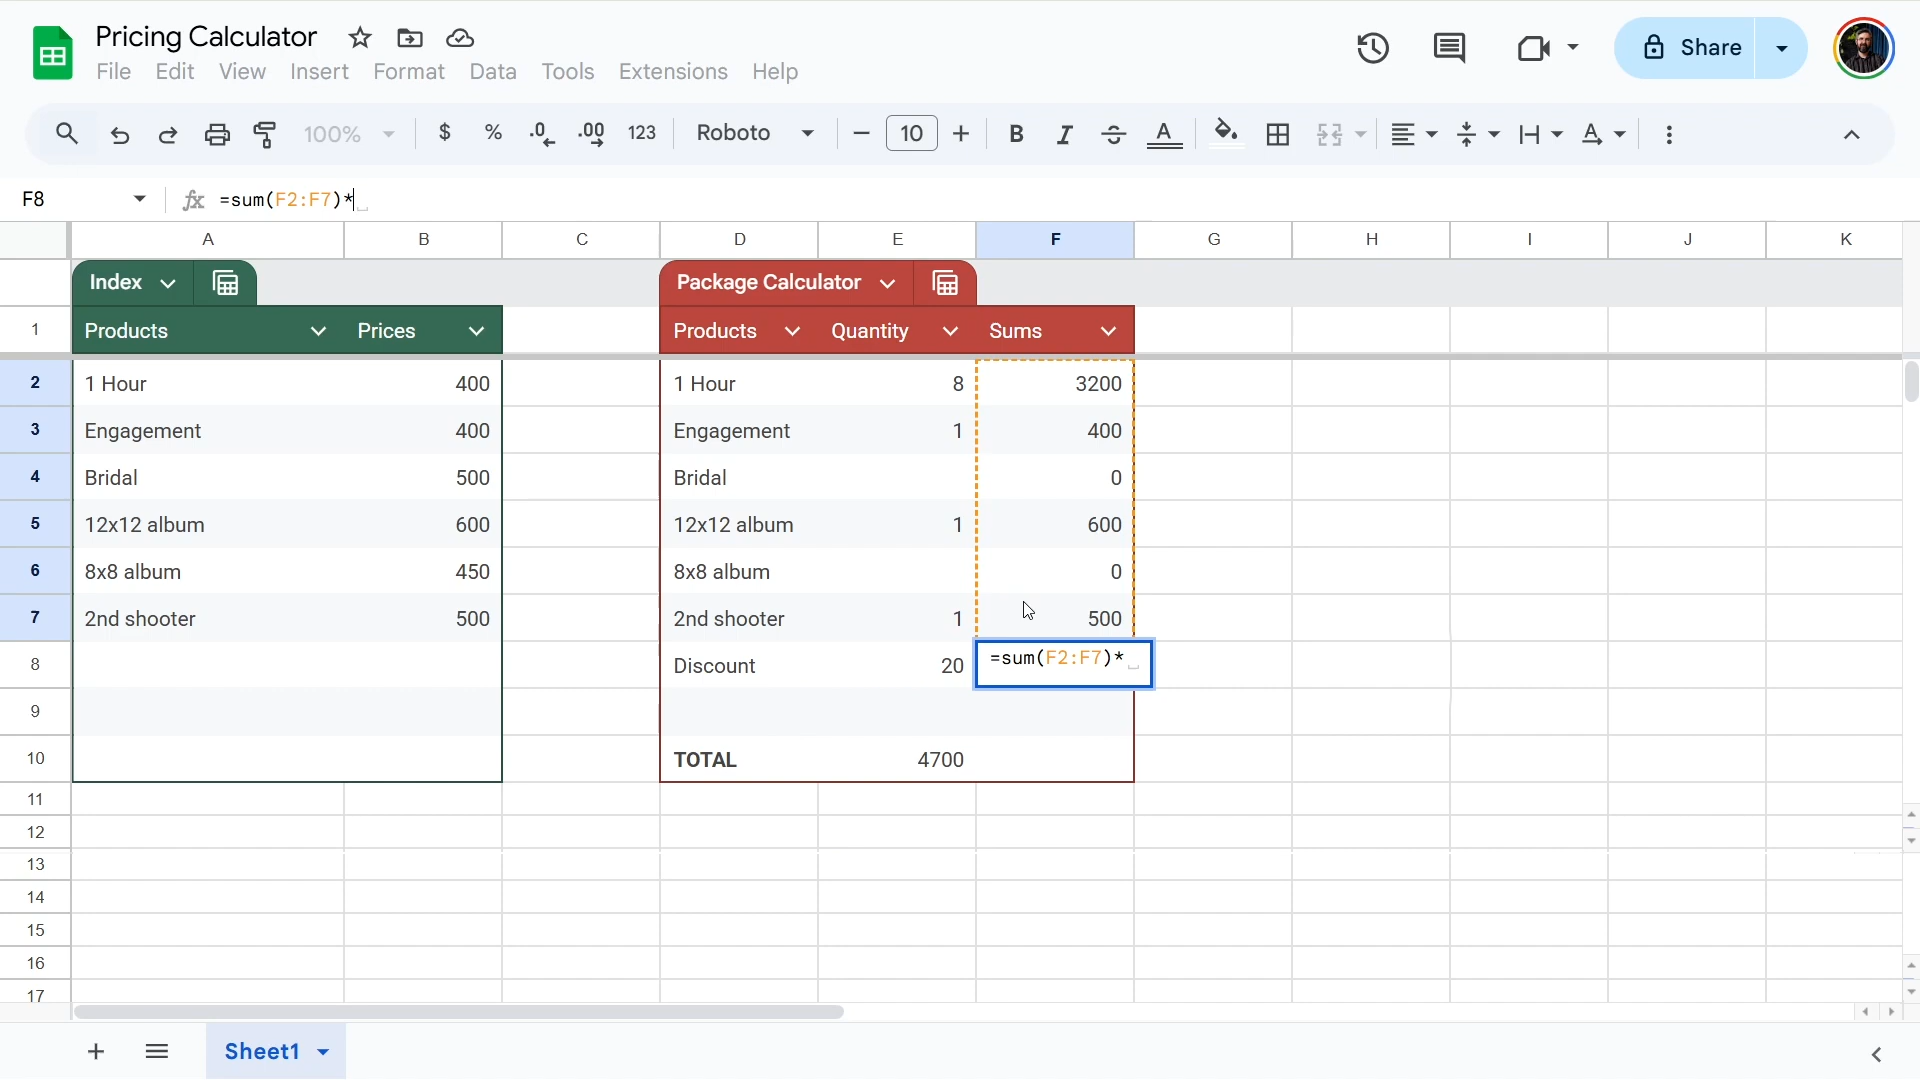 Pricing Calculator
File Edit View Insert Format Data Tools Extensions Help
Share
100% $ % .0 .00 123 Roboto 10 B I A A
F8 fx =sum(F2:F7)*
A B C D E F G H I J K
Index Package Calculator
1 Products Prices Products Quantity Sums
2 1 Hour 400 1 Hour 8 3200
3 Engagement 400 Engagement 1 400
4 Bridal 500 Bridal 0
5 12x12 album 600 12x12 album 1 600
6 8x8 album 450 8x8 album 0
7 2nd shooter 500 2nd shooter 1 500
8 Discount 20 =sum(F2:F7)*
9
10 TOTAL 4700
11
12
13
14
15
16
17
Sheet1